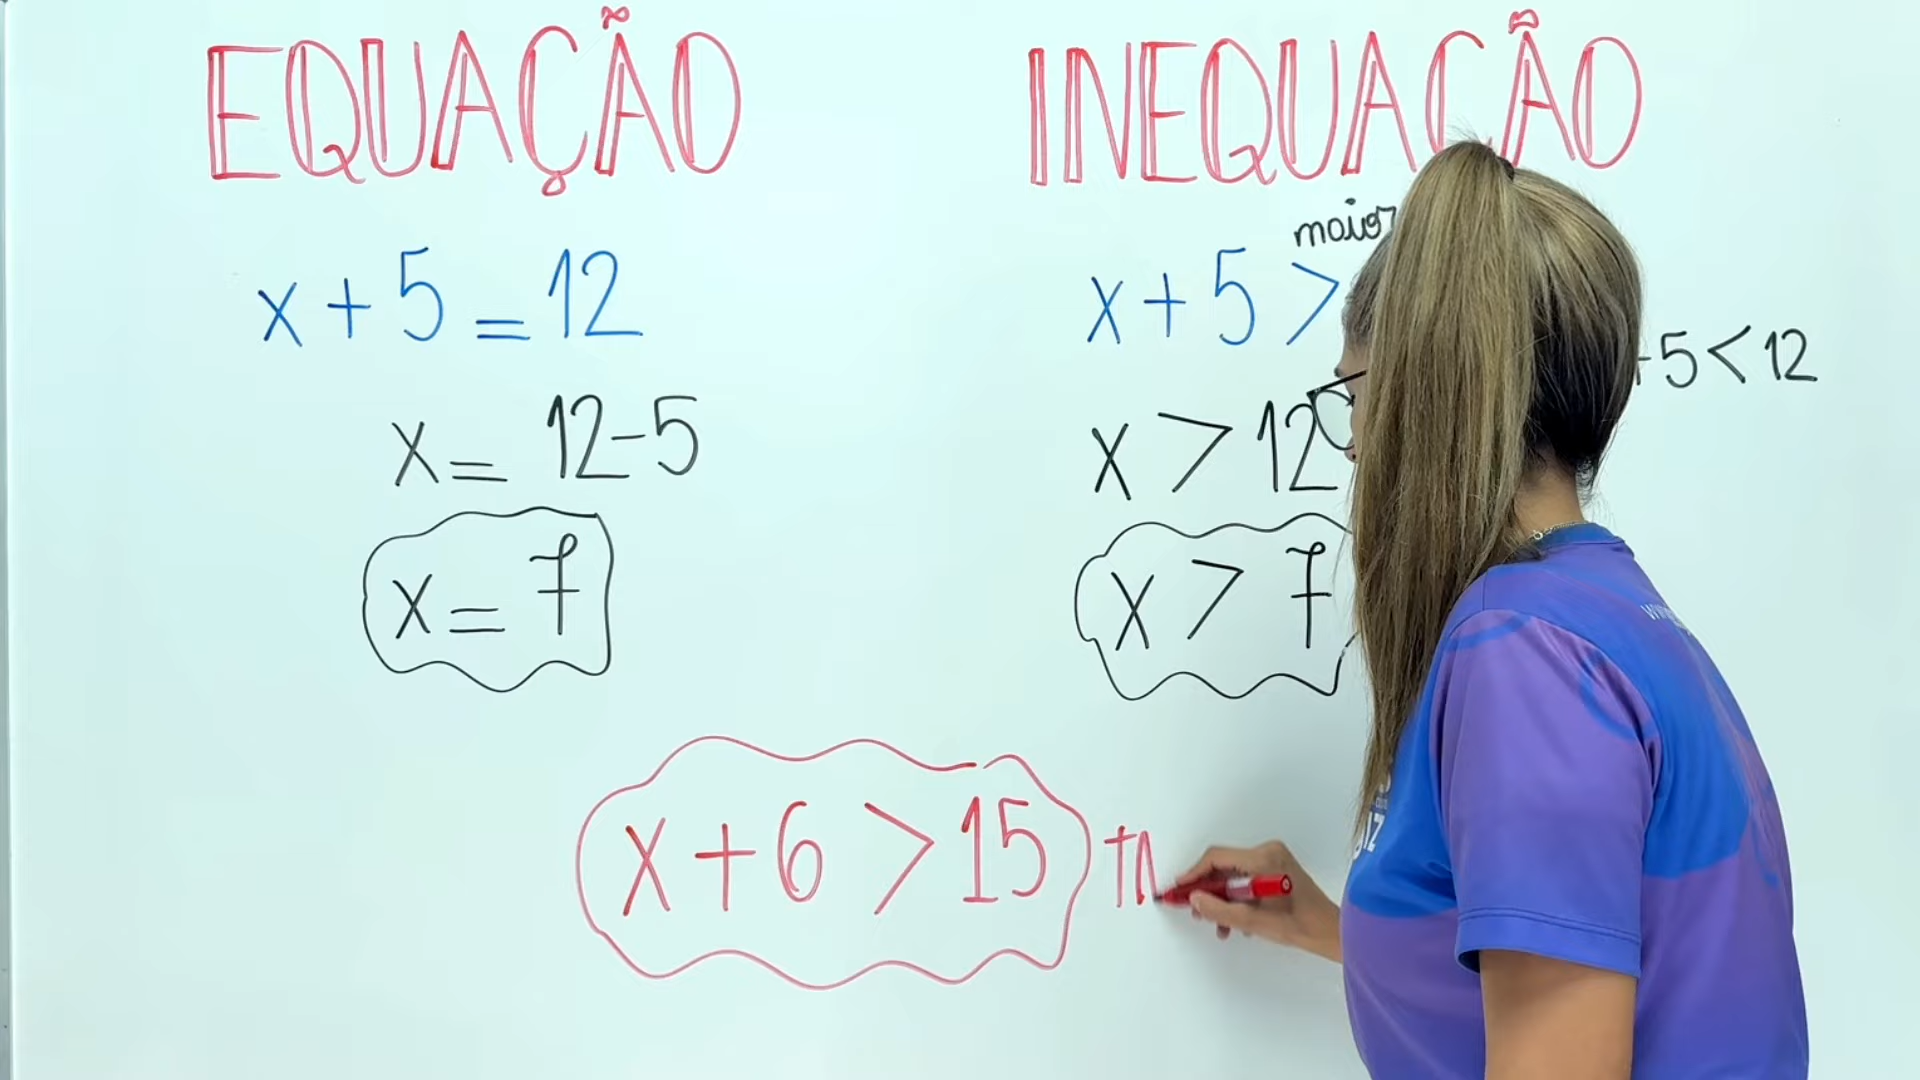 EQUAÇÃO
x + 5 = 12
x = 12 - 5
x = 7
INEQUAÇÃO
maior
x + 5 >
5 < 12
x > 12
x > 7
x + 6 > 15